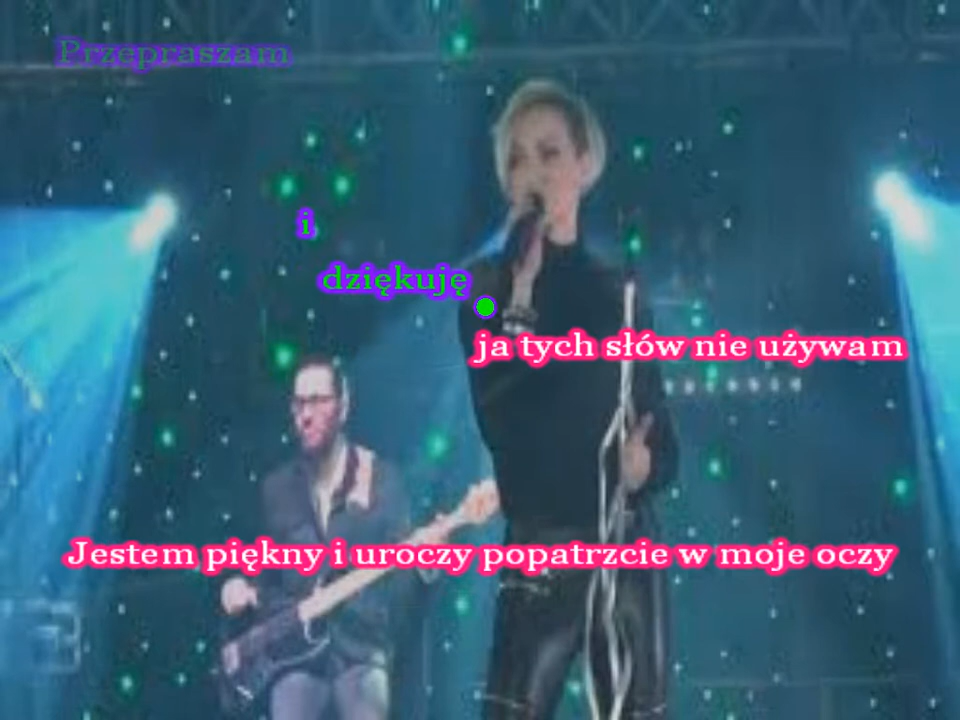 Przepraszam
i
dziękuję
ja tych słów nie używam
Jestem piękny i uroczy popatrzcie w moje oczy